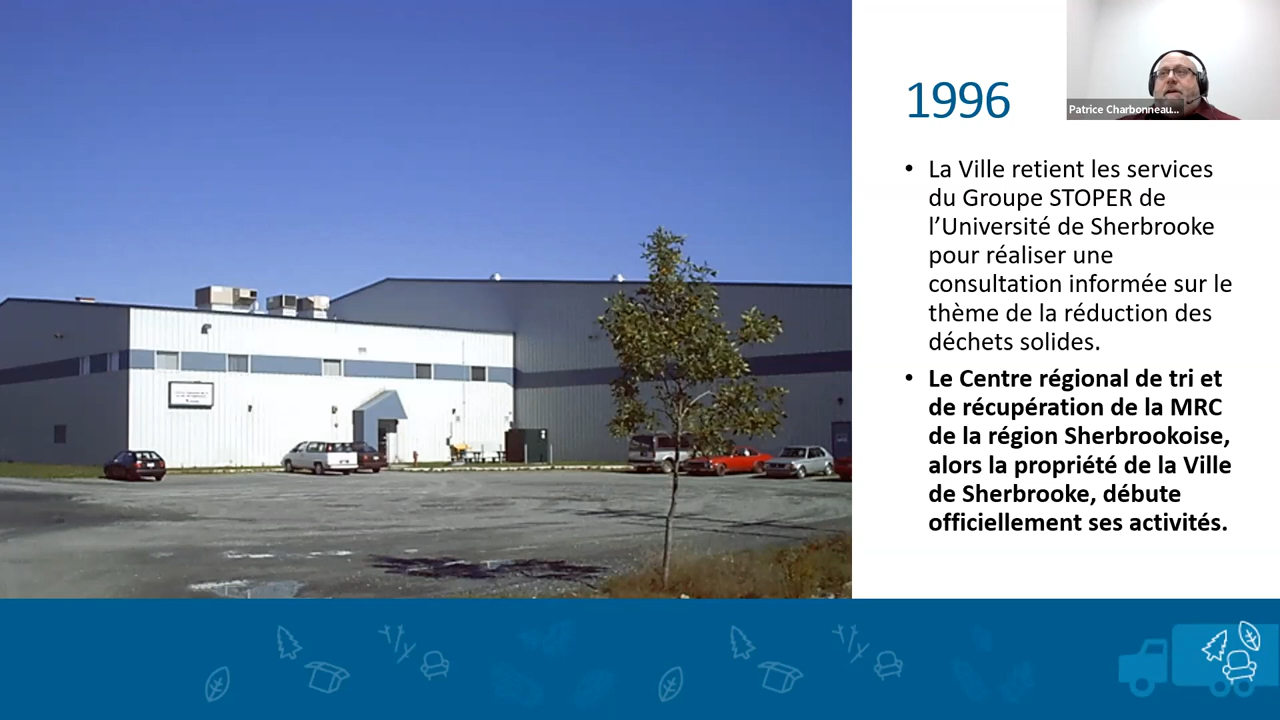 1996
Patrice Charbonneau...
• La Ville retient les services
du Groupe STOPER de
l’Université de Sherbrooke
pour réaliser une
consultation informée sur le
thème de la réduction des
déchets solides.
• Le Centre régional de tri et
de récupération de la MRC
de la région Sherbrookoise,
alors la propriété de la Ville
de Sherbrooke, débute
officiellement ses activités.